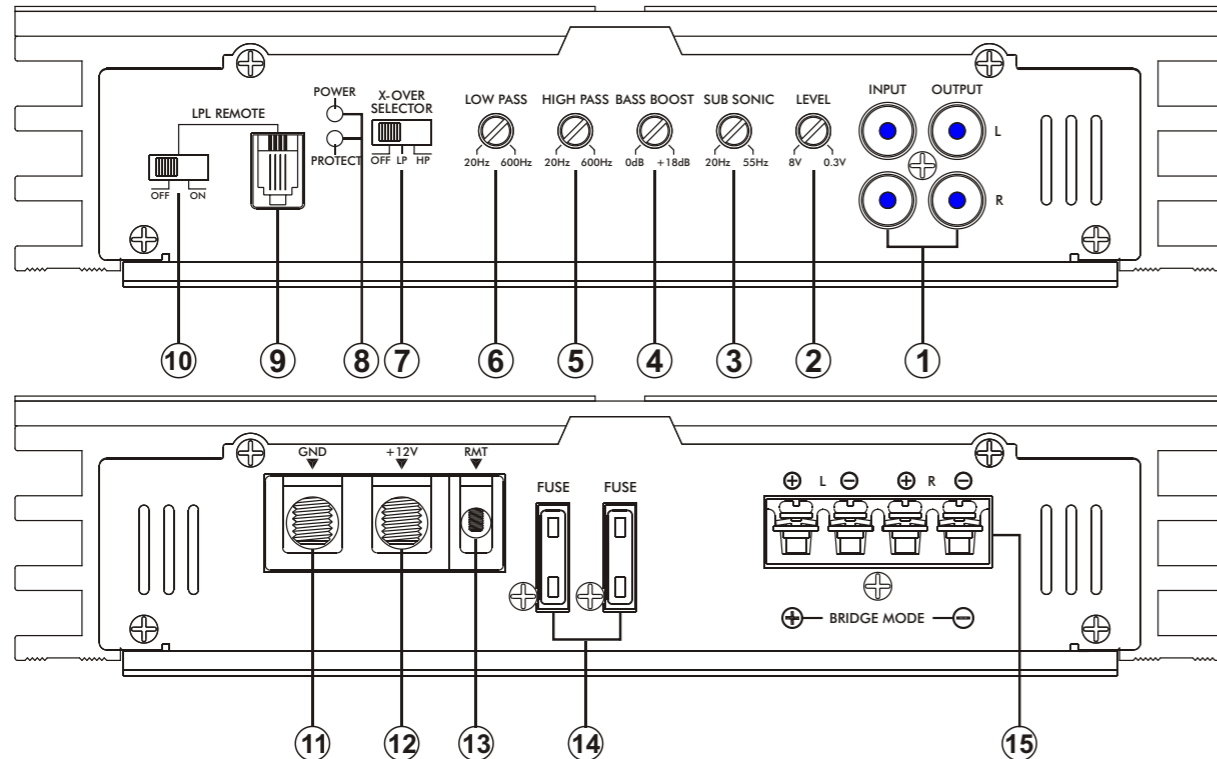 LPL REMOTE
OFF ON
POWER
PROTECT
X-OVER
SELECTOR
OFF LP HP
LOW PASS
20Hz 600Hz
HIGH PASS
20Hz 600Hz
BASS BOOST
0dB +18dB
SUB SONIC
20Hz 55Hz
LEVEL
8V 0.3V
INPUT OUTPUT
L
R
10 9 8 7 6 5 4 3 2 1
GND +12V RMT
FUSE FUSE
⊕ L ⊖ ⊕ R ⊖
⊕ BRIDGE MODE ⊖
11 12 13 14 15